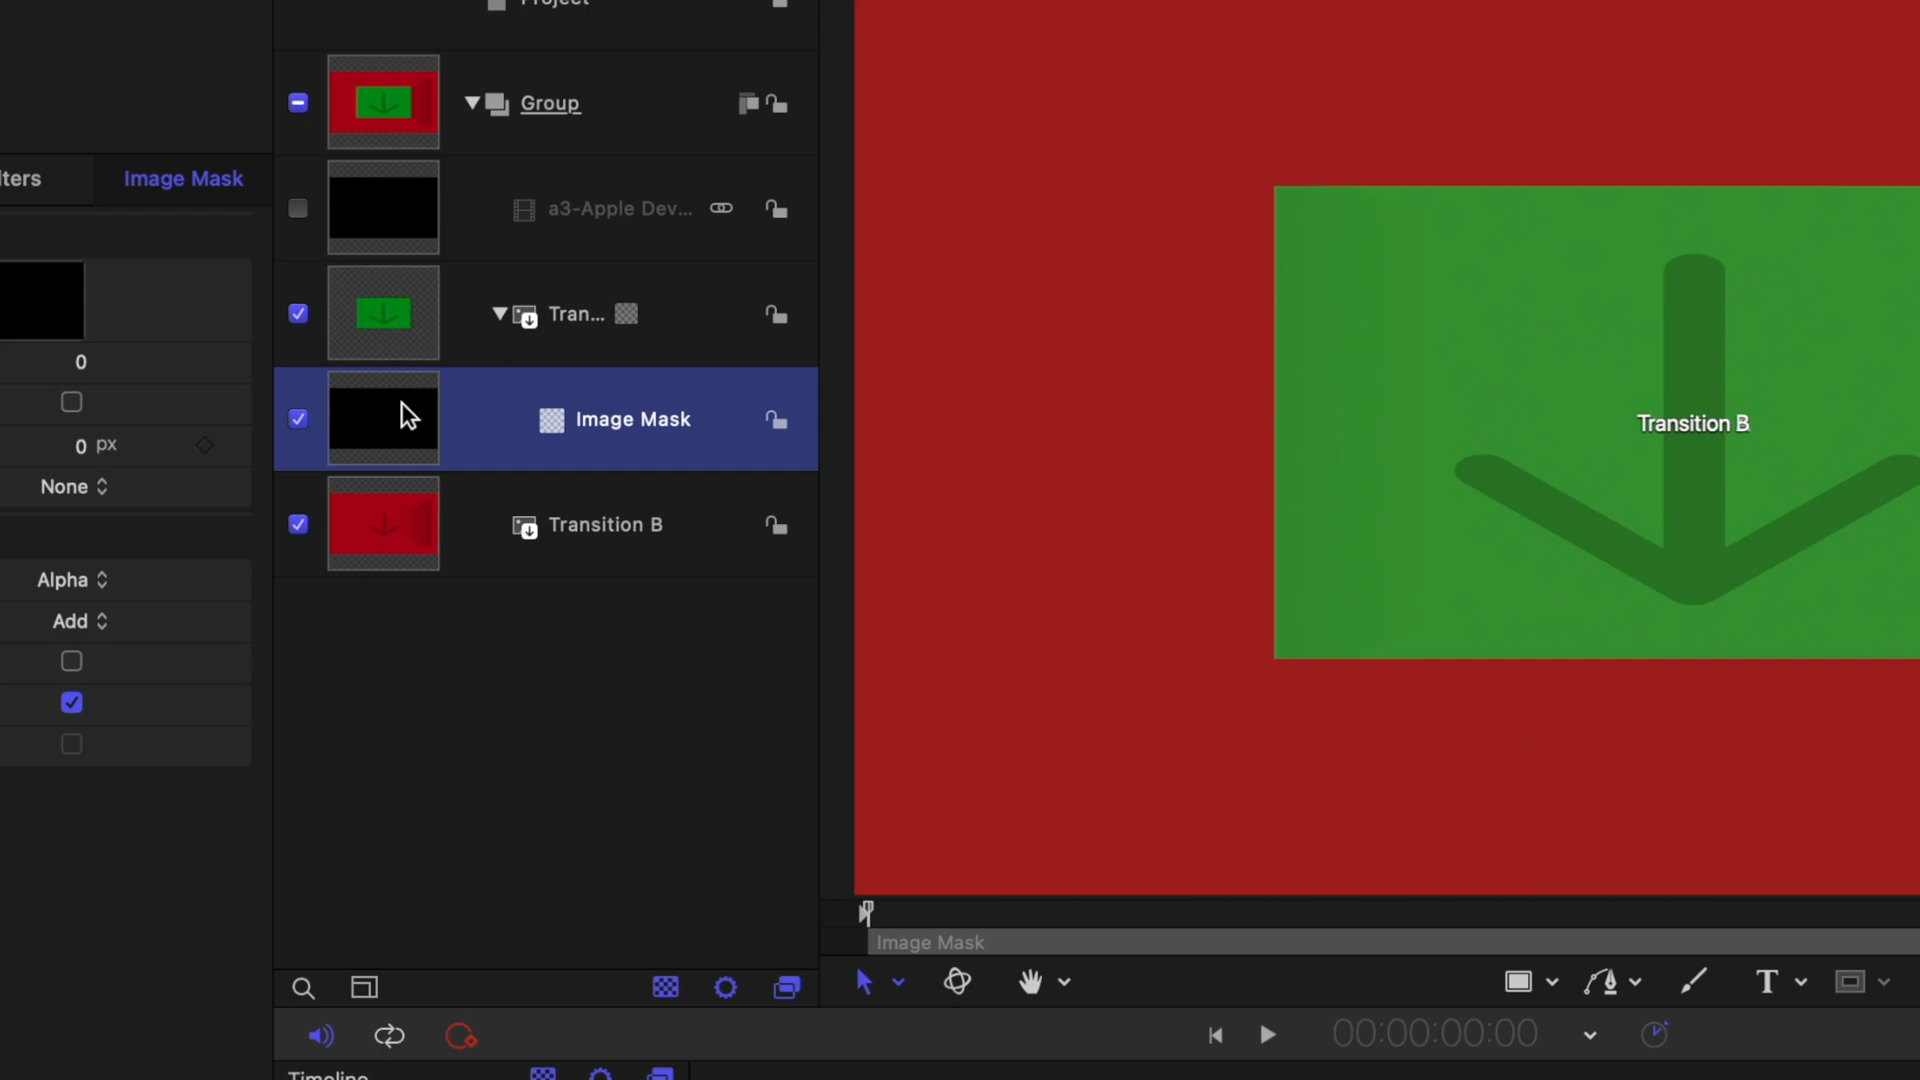 Project
Group
lters
Image Mask
a3-Apple Dev...
Tran...
0
Image Mask
0 px
None
Transition B
Alpha
Add
Transition B
Image Mask
T
00:00:00:00
Timeline